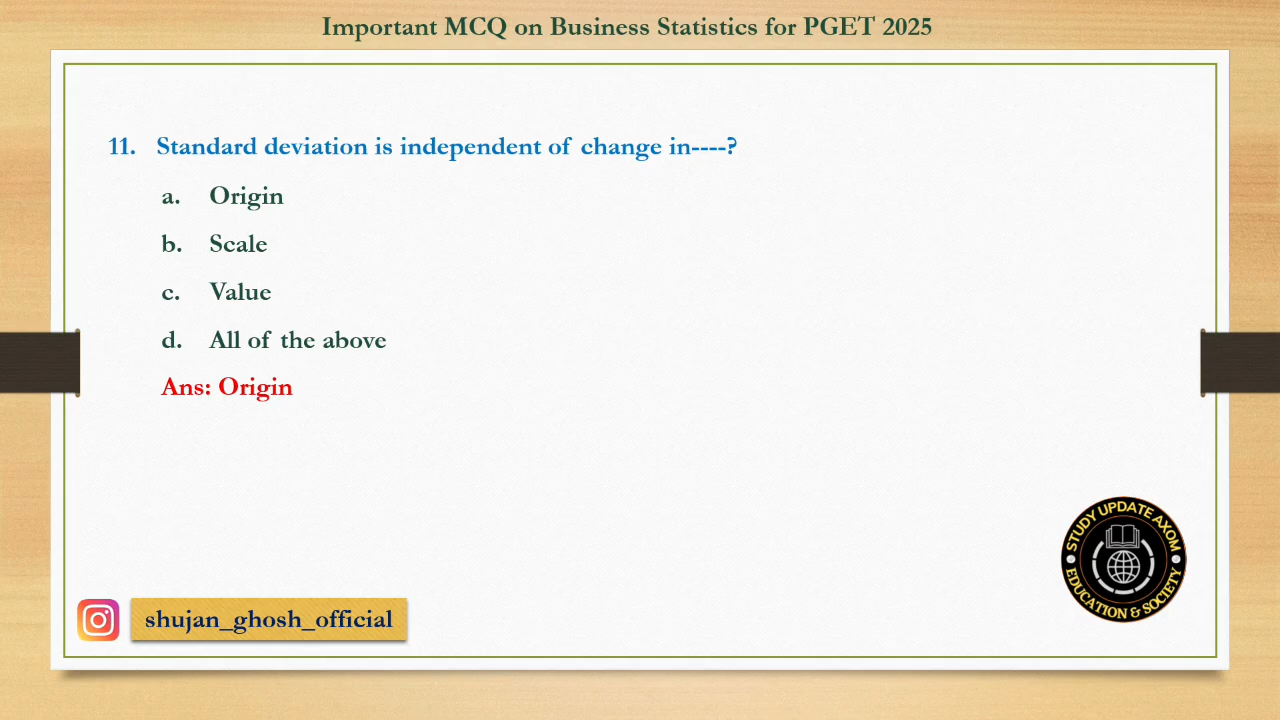 Important MCQ on Business Statistics for PGET 2025
11. Standard deviation is independent of change in----?
a. Origin
b. Scale
c. Value
d. All of the above
Ans: Origin
STUDY UPDATE AXOM
EDUCATION & SOCIETY
shujan_ghosh_official